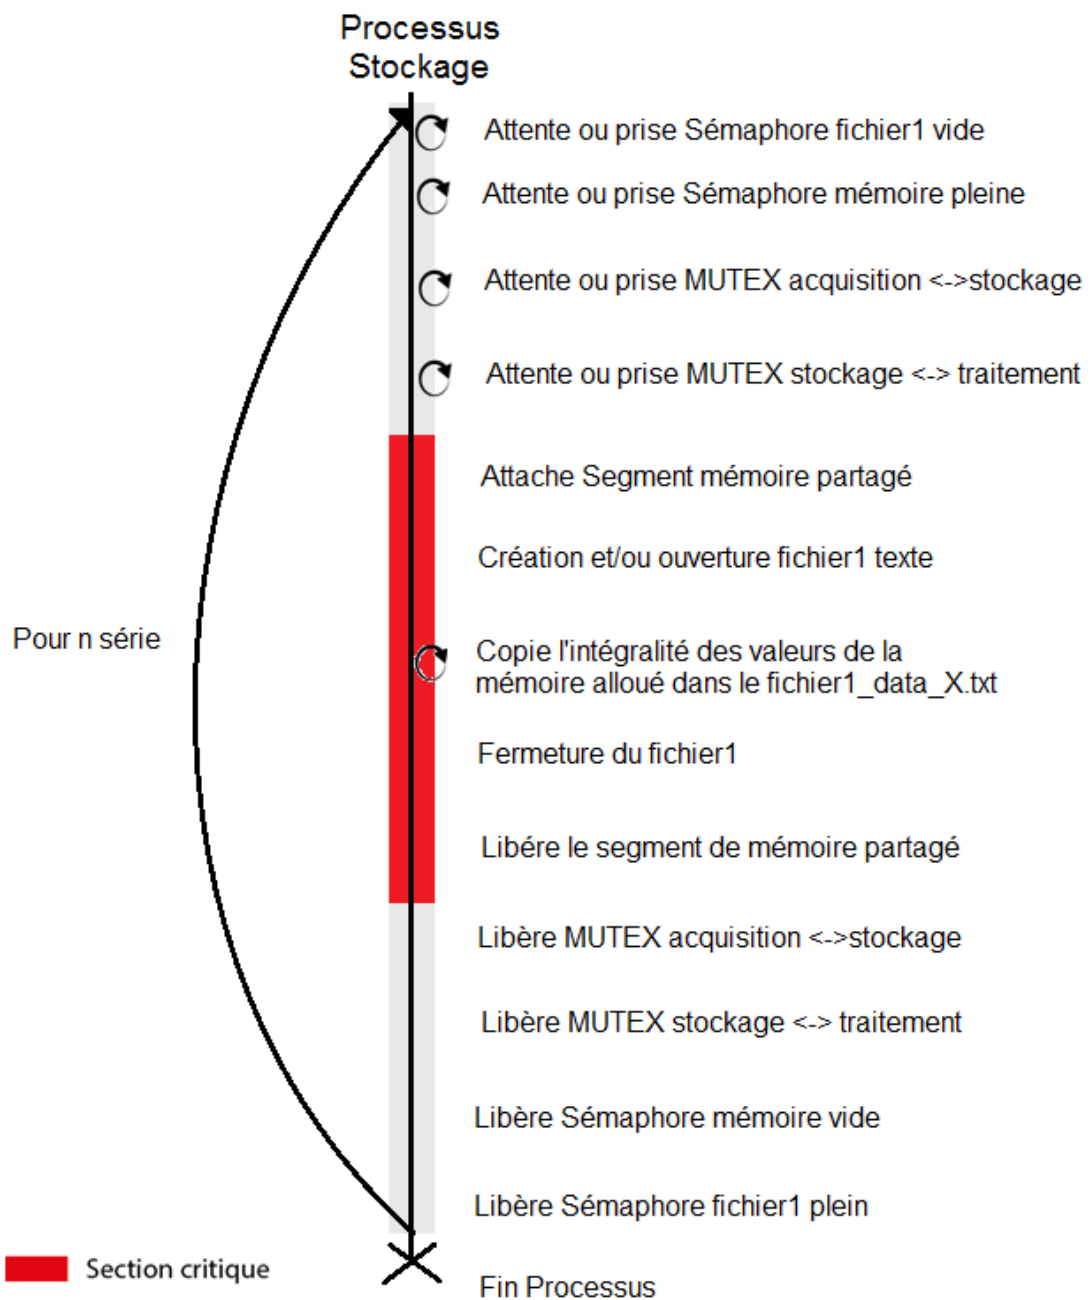 Processus
Stockage
Attente ou prise Sémaphore fichier1 vide
Attente ou prise Sémaphore mémoire pleine
Attente ou prise MUTEX acquisition <->stockage
Attente ou prise MUTEX stockage <-> traitement
Attache Segment mémoire partagé
Création et/ou ouverture fichier1 texte
Pour n série
Copie l'intégralité des valeurs de la
mémoire alloué dans le fichier1_data_X.txt
Fermeture du fichier1
Libére le segment de mémoire partagé
Libère MUTEX acquisition <->stockage
Libère MUTEX stockage <-> traitement
Libère Sémaphore mémoire vide
Libère Sémaphore fichier1 plein
Section critique
Fin Processus